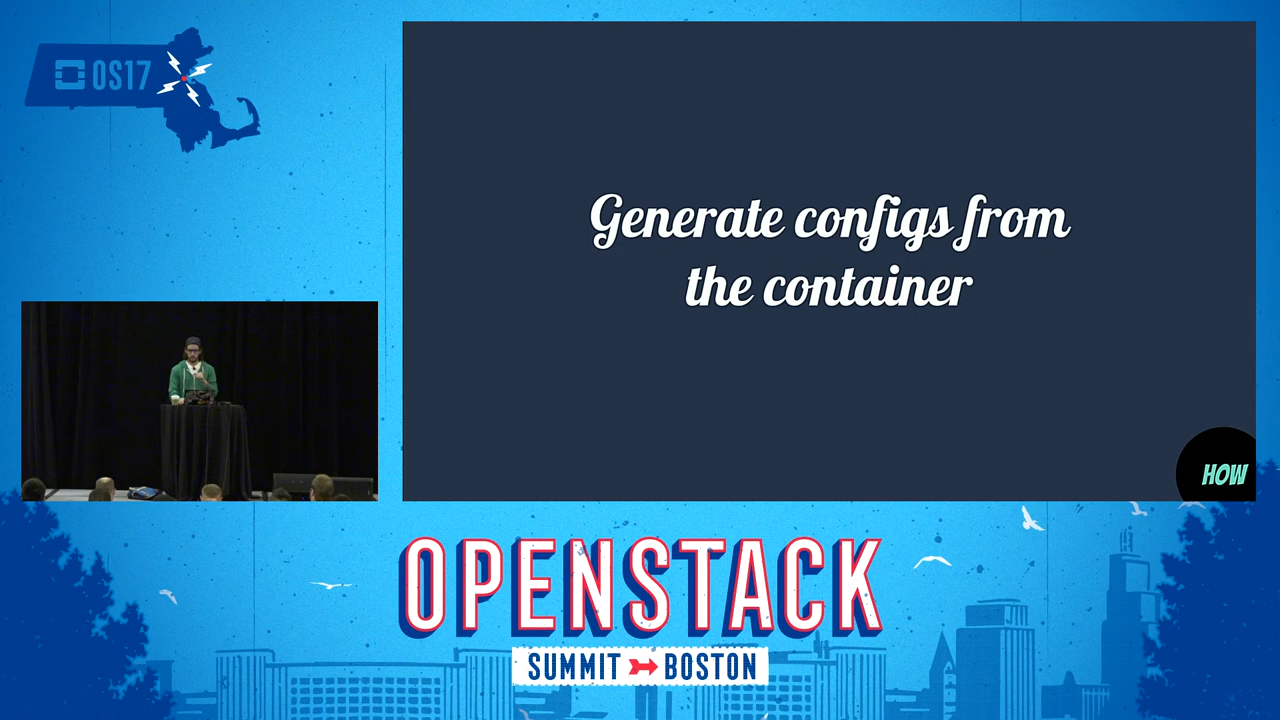 OS17
Generate configs from
the container
HOW
OPENSTACK
SUMMIT BOSTON